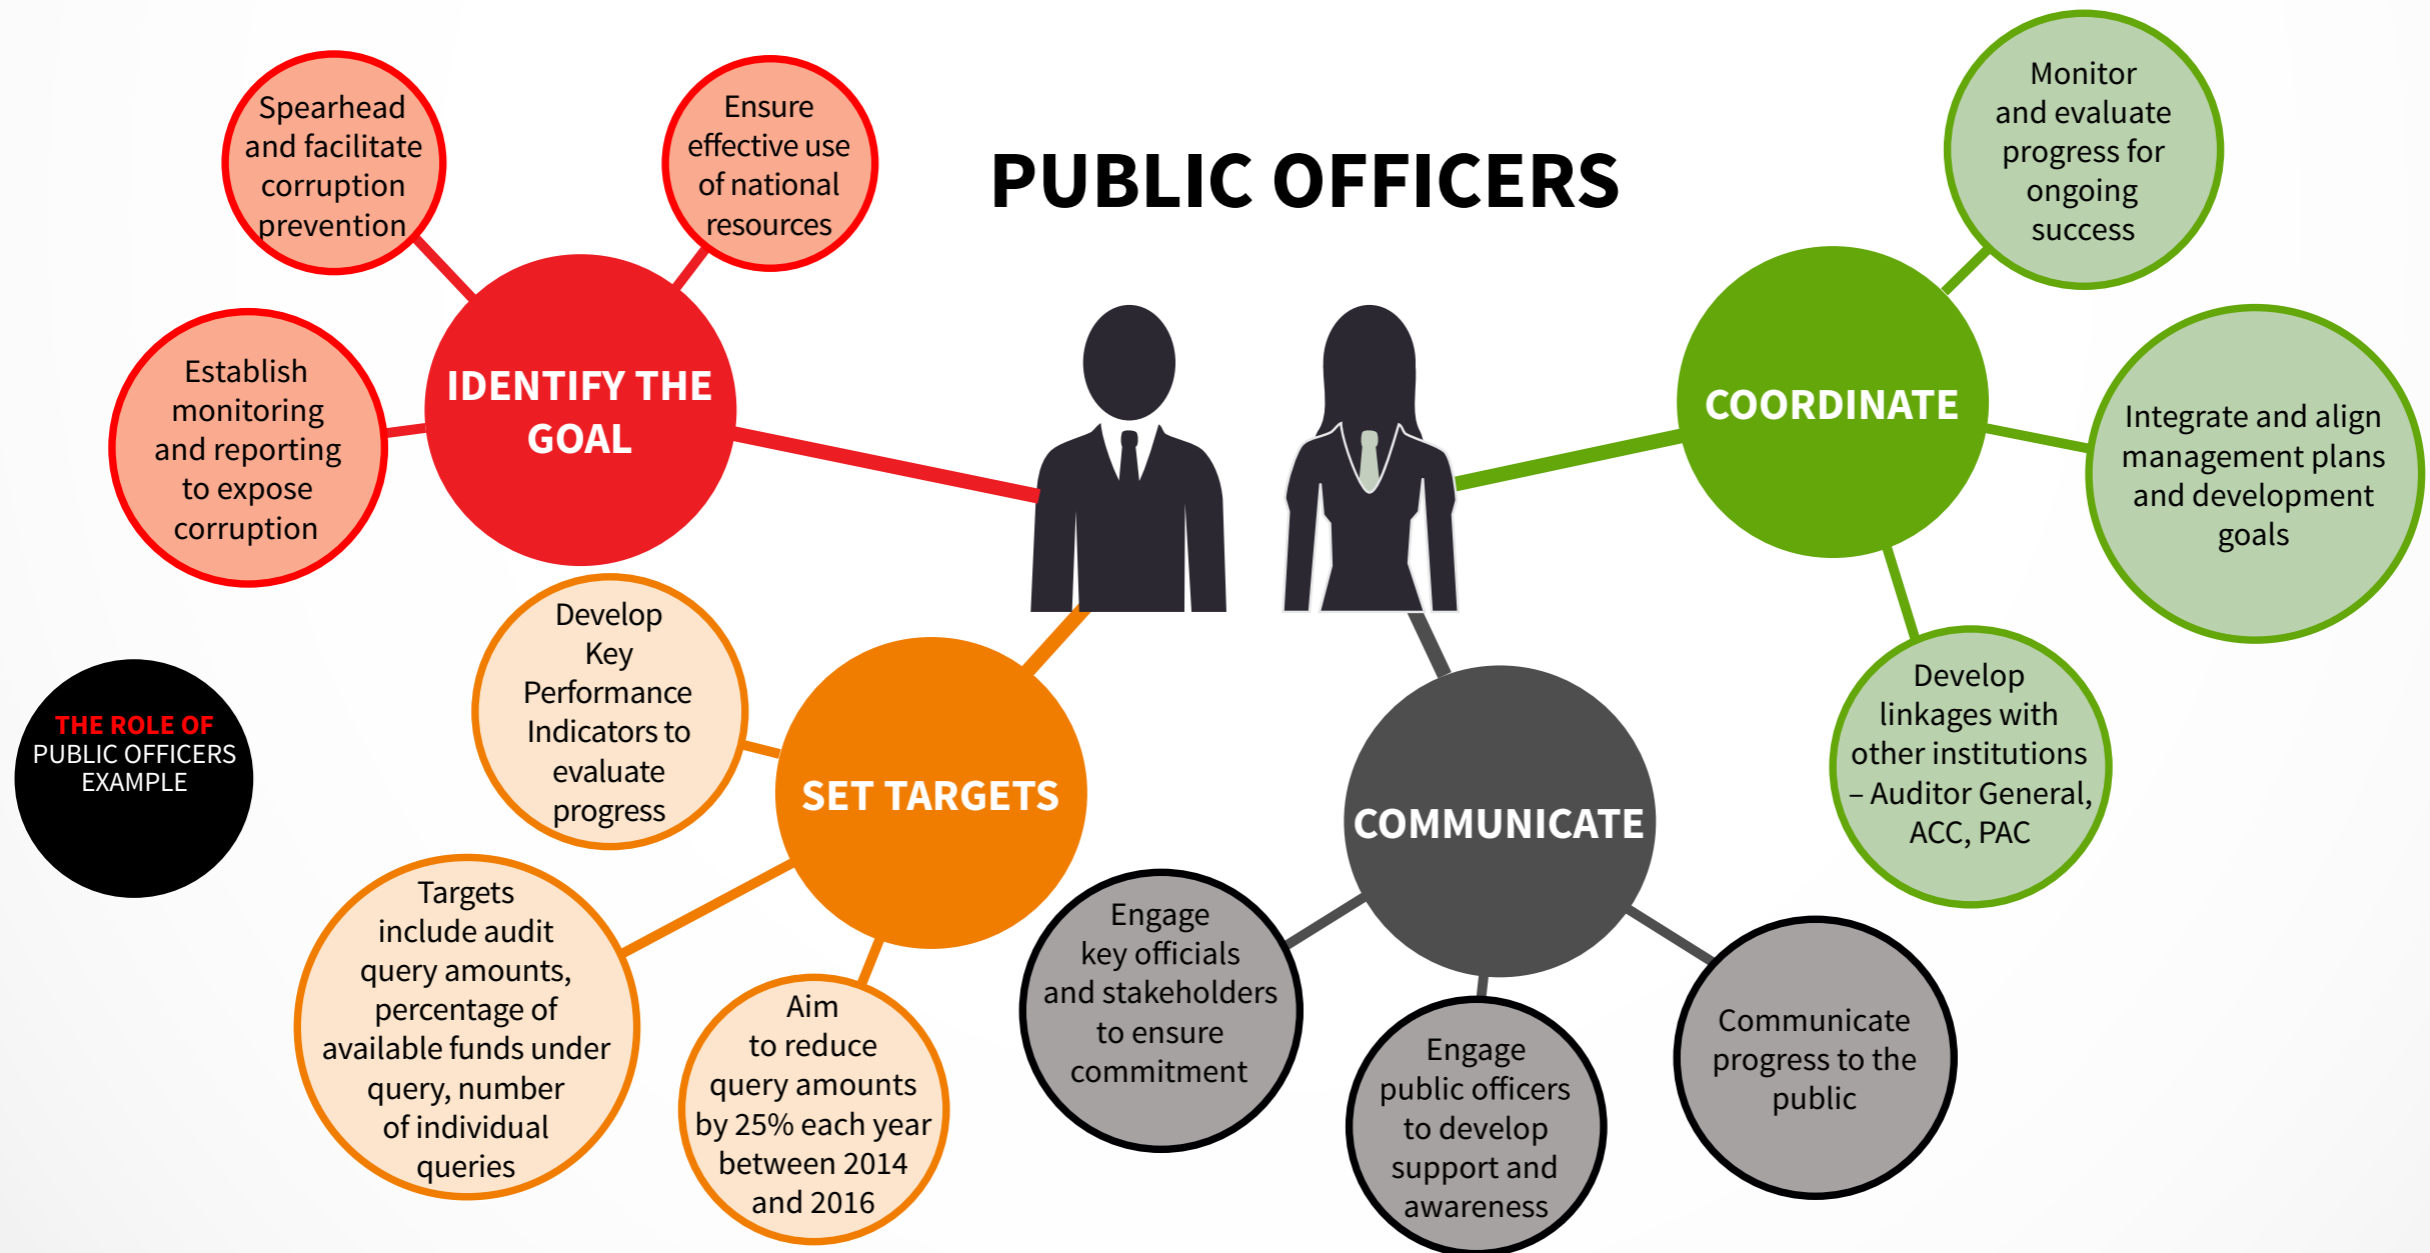 PUBLIC OFFICERS
Spearhead
and facilitate
corruption
prevention
Ensure
effective use
of national
resources
Establish
monitoring
and reporting
to expose
corruption
IDENTIFY THE
GOAL
Monitor
and evaluate
progress for
ongoing
success
COORDINATE
Integrate and align
management plans
and development
goals
Develop
linkages with
other institutions
– Auditor General,
ACC, PAC
THE ROLE OF
PUBLIC OFFICERS
EXAMPLE
Develop
Key
Performance
Indicators to
evaluate
progress
SET TARGETS
Targets
include audit
query amounts,
percentage of
available funds under
query, number
of individual
queries
Aim
to reduce
query amounts
by 25% each year
between 2014
and 2016
COMMUNICATE
Engage
key officials
and stakeholders
to ensure
commitment
Engage
public officers
to develop
support and
awareness
Communicate
progress to the
public